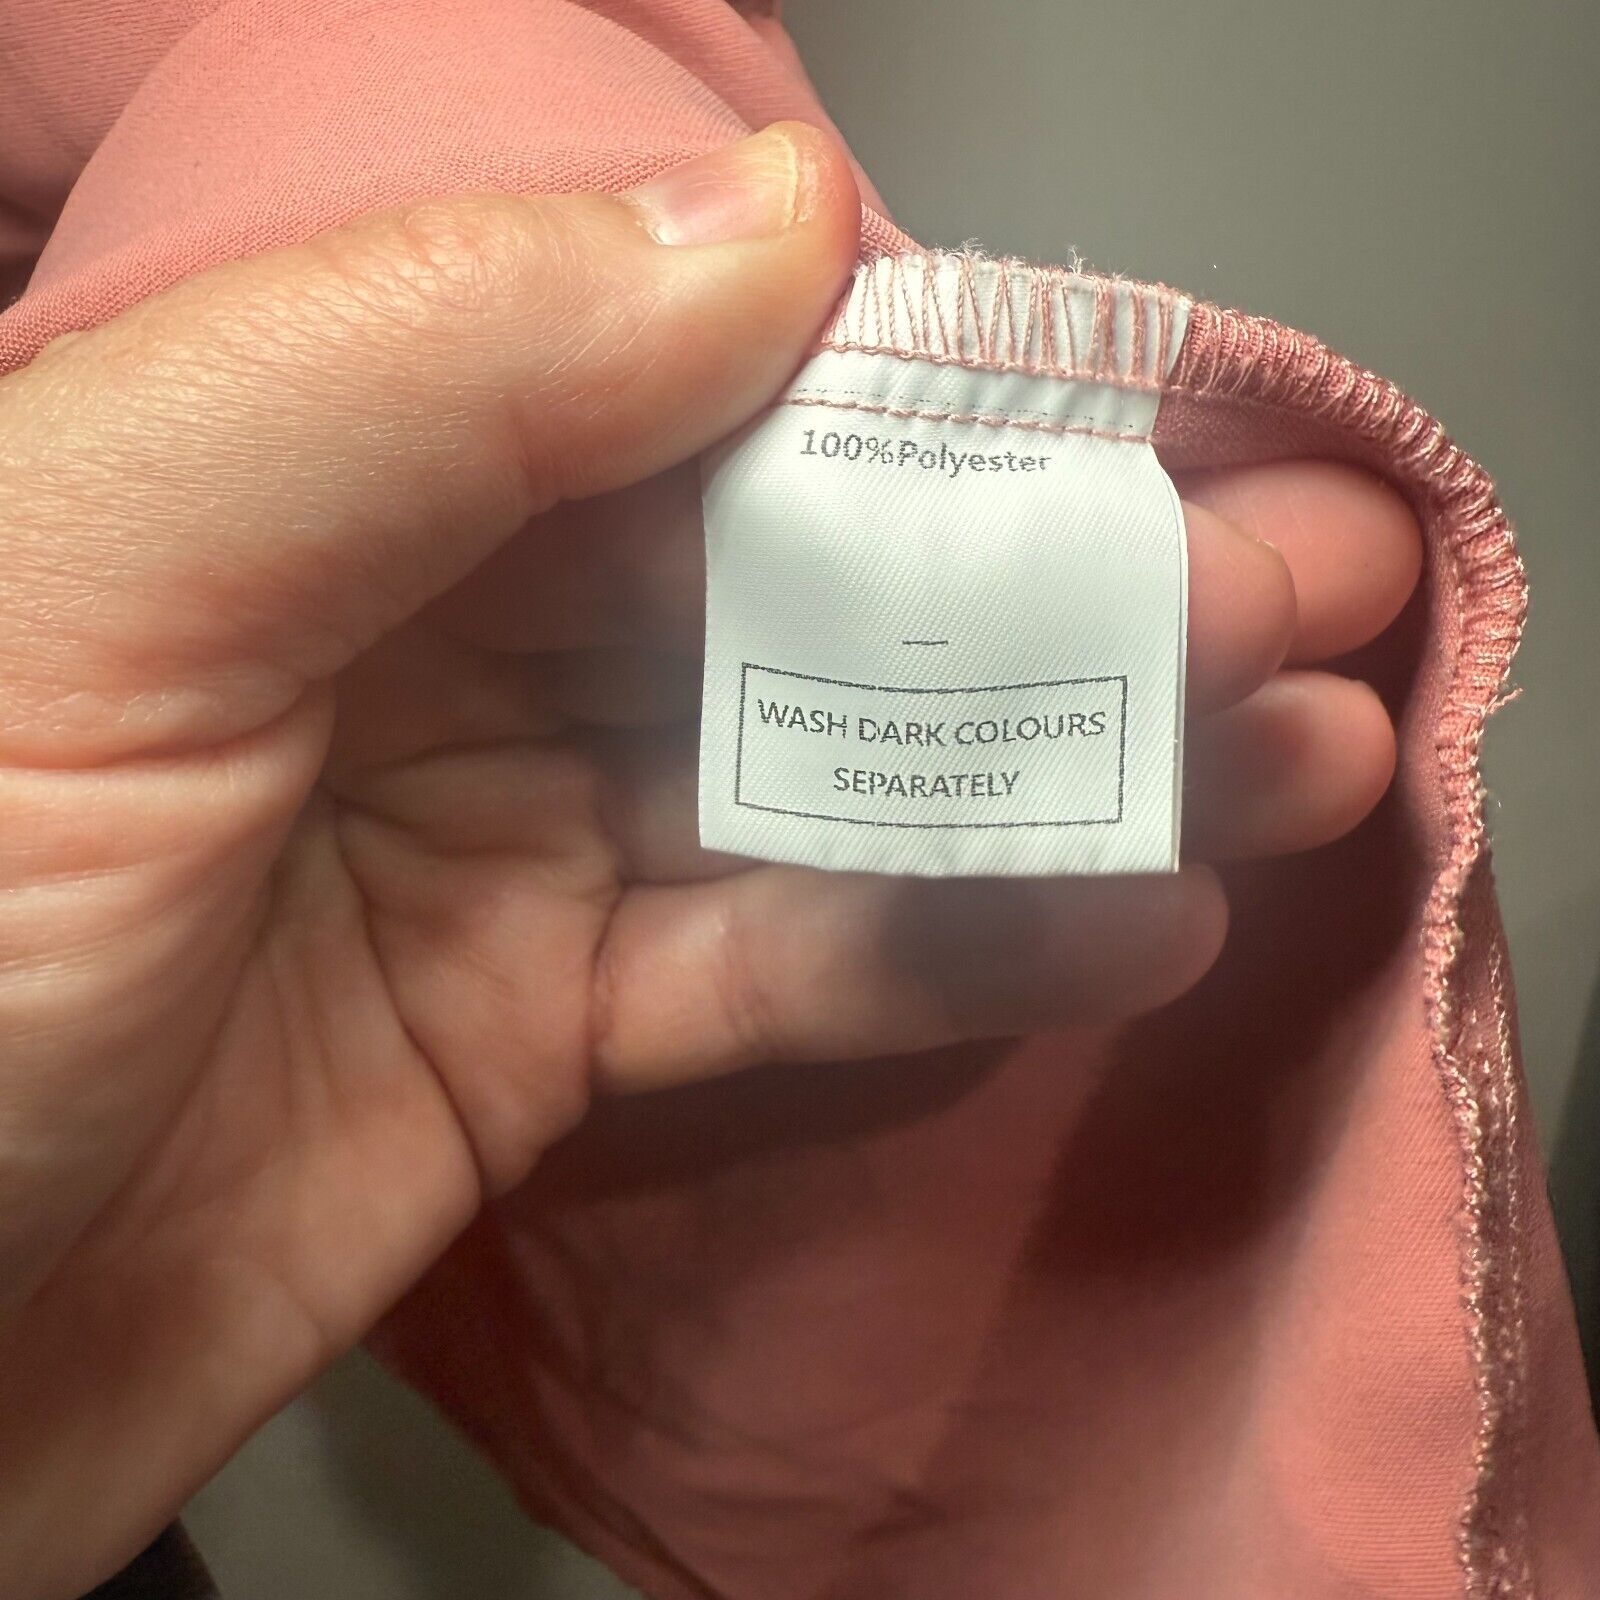 100%Polyester
WASH DARK COLOURS
SEPARATELY